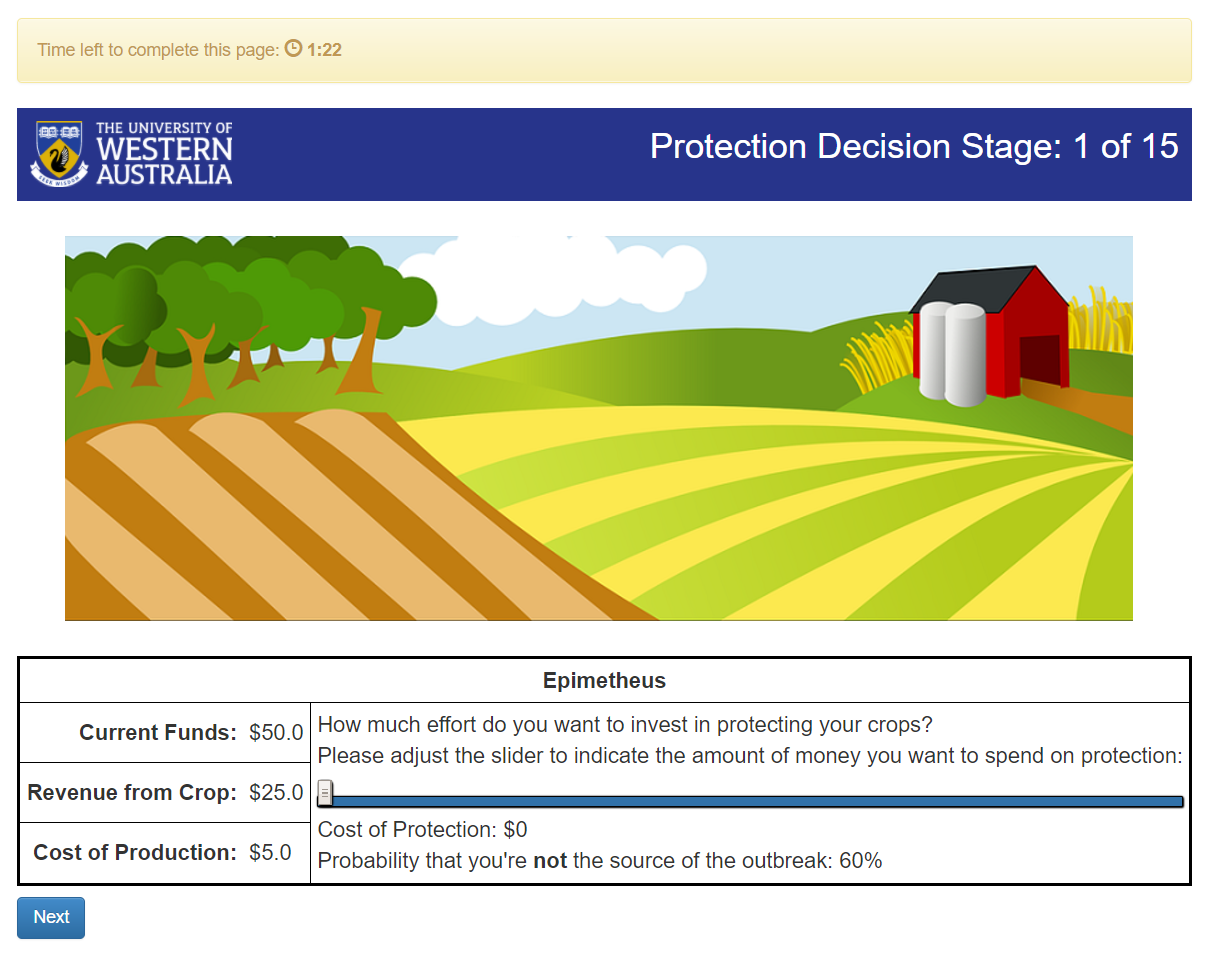 Time left to complete this page: 1:22
THE UNIVERSITY OF
WESTERN
AUSTRALIA
SEEK WISDOM
Protection Decision Stage: 1 of 15
Epimetheus
Current Funds: $50.0
Revenue from Crop: $25.0
Cost of Production: $5.0
How much effort do you want to invest in protecting your crops?
Please adjust the slider to indicate the amount of money you want to spend on protection:
Cost of Protection: $0
Probability that you're not the source of the outbreak: 60%
Next